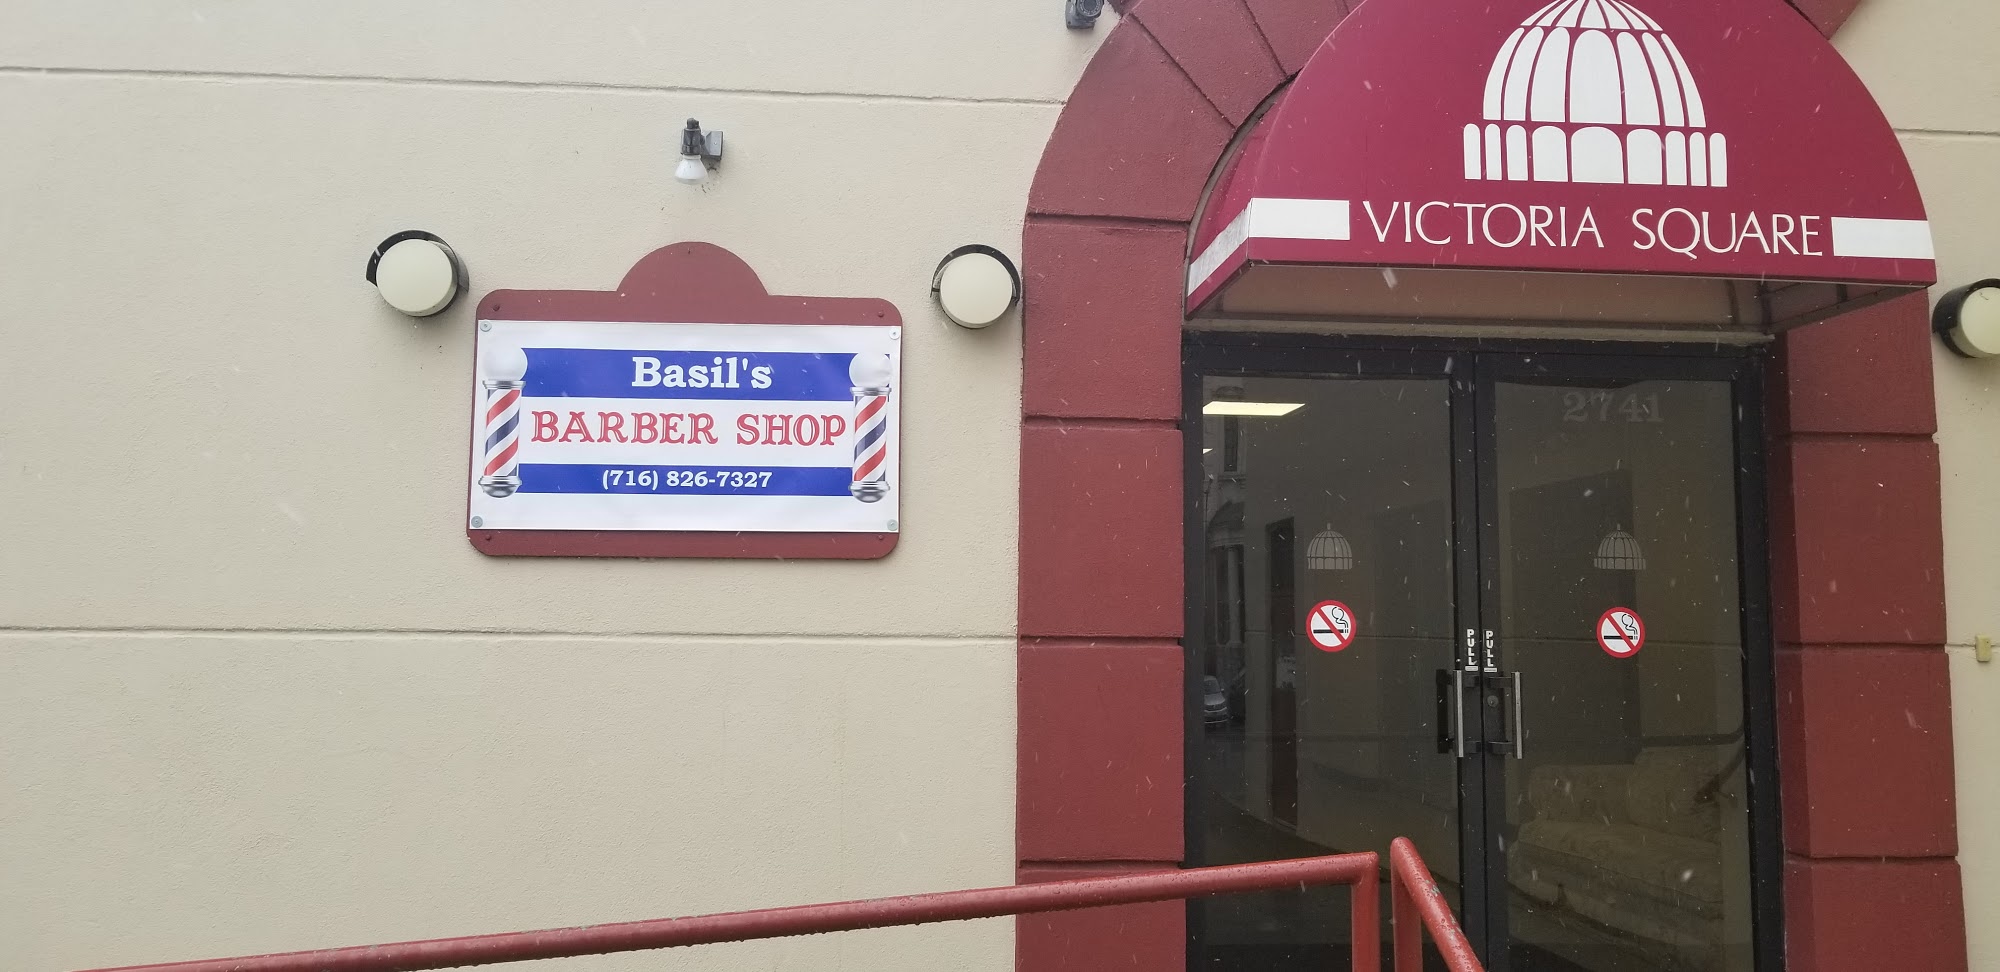 Basil's
BARBER SHOP
(716) 826-7327
VICTORIA SQUARE
2741
PULL
PULL